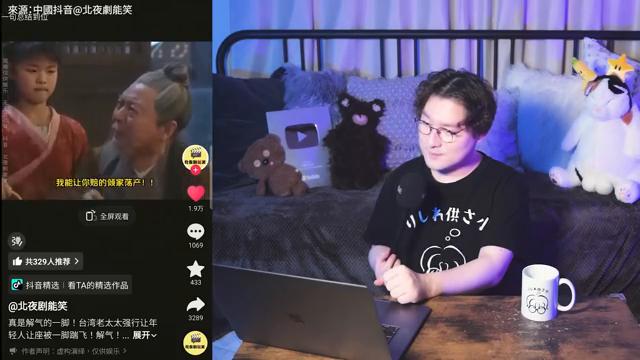 來源:中國抖音@北夜劇能笑
一句总结到位
我能让你赔的倾家荡产！！
全屏观看
1.9万
1069
433
3289
共329人推荐
抖音精选｜看TA的精选作品
@北夜剧能笑
真是解气的一脚！台湾老太太强行让年
轻人让座被一脚踹飞！解气！... 展开
作者声明：虚构演绎，仅供娱乐